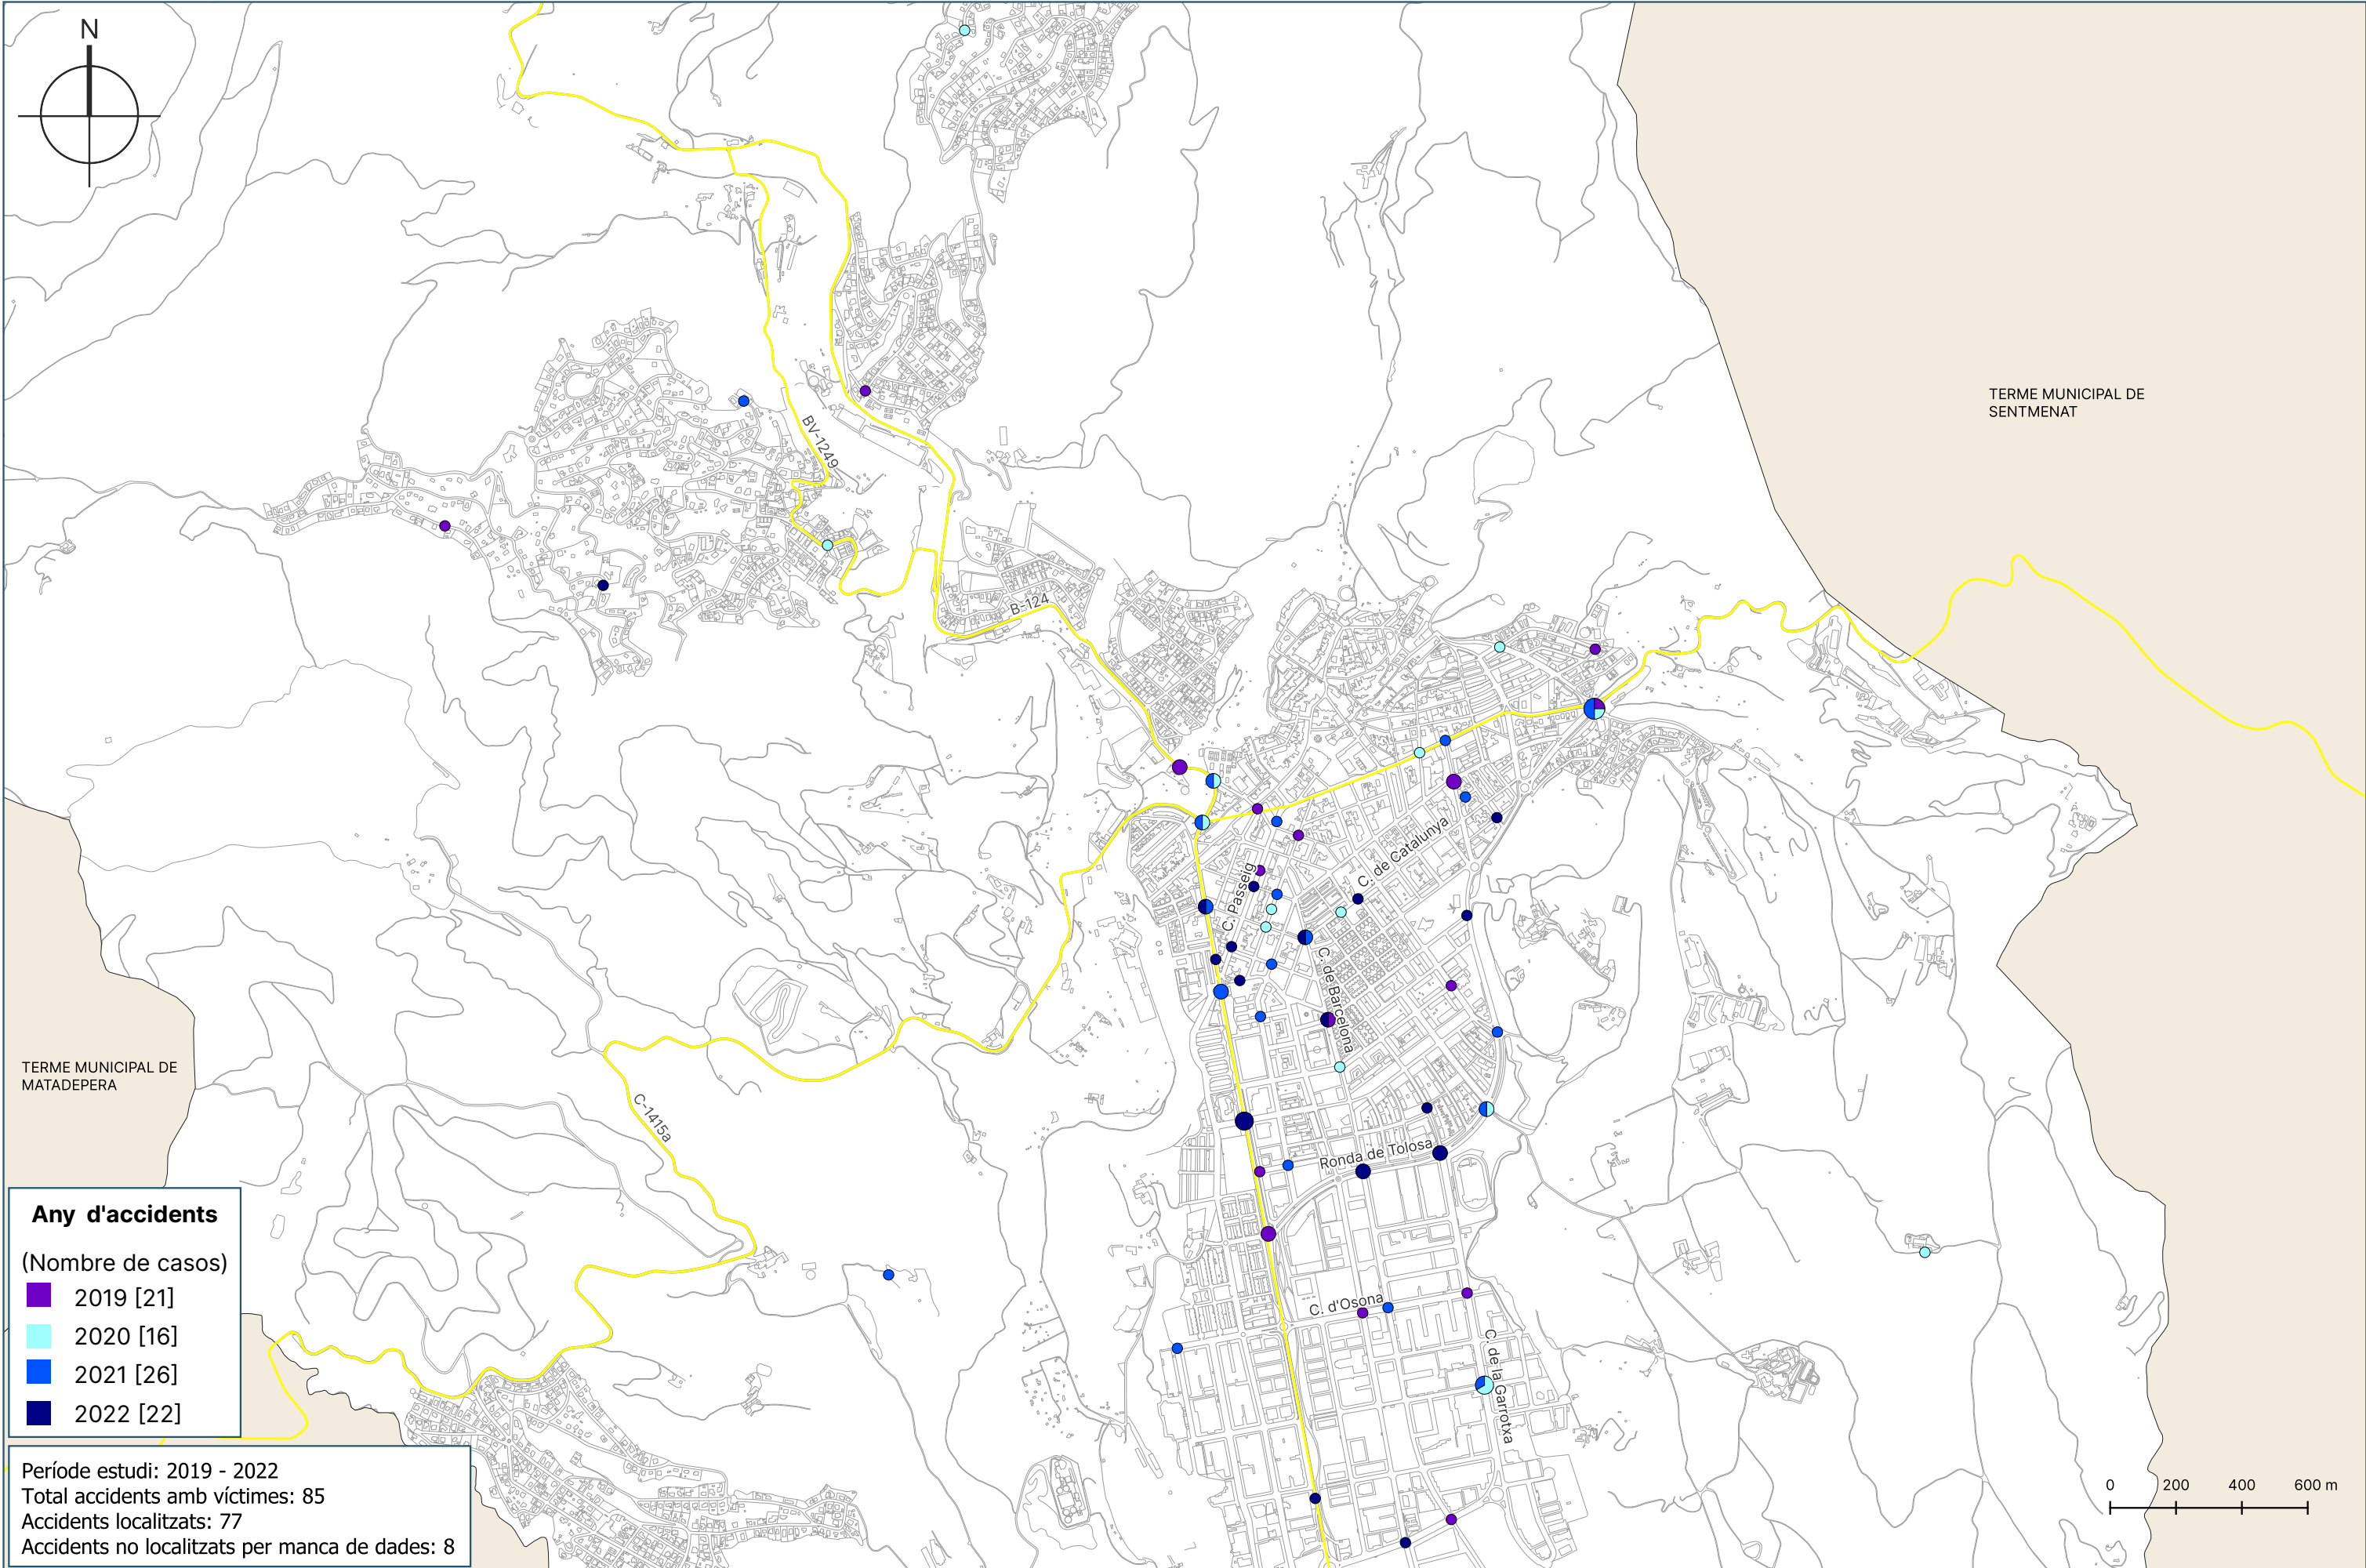 N
TERME MUNICIPAL DE
SENTMENAT
BV-1249
B-124
C. de Catalunya
C. Passeig
C. de Barcelona
TERME MUNICIPAL DE
MATADEPERA
C-1415a
Ronda de Tolosa
C. d'Osona
C. de la Garrotxa
Any d'accidents
(Nombre de casos)
2019 [21]
2020 [16]
2021 [26]
2022 [22]
Període estudi: 2019 - 2022
Total accidents amb víctimes: 85
Accidents localitzats: 77
Accidents no localitzats per manca de dades: 8
0 200 400 600 m